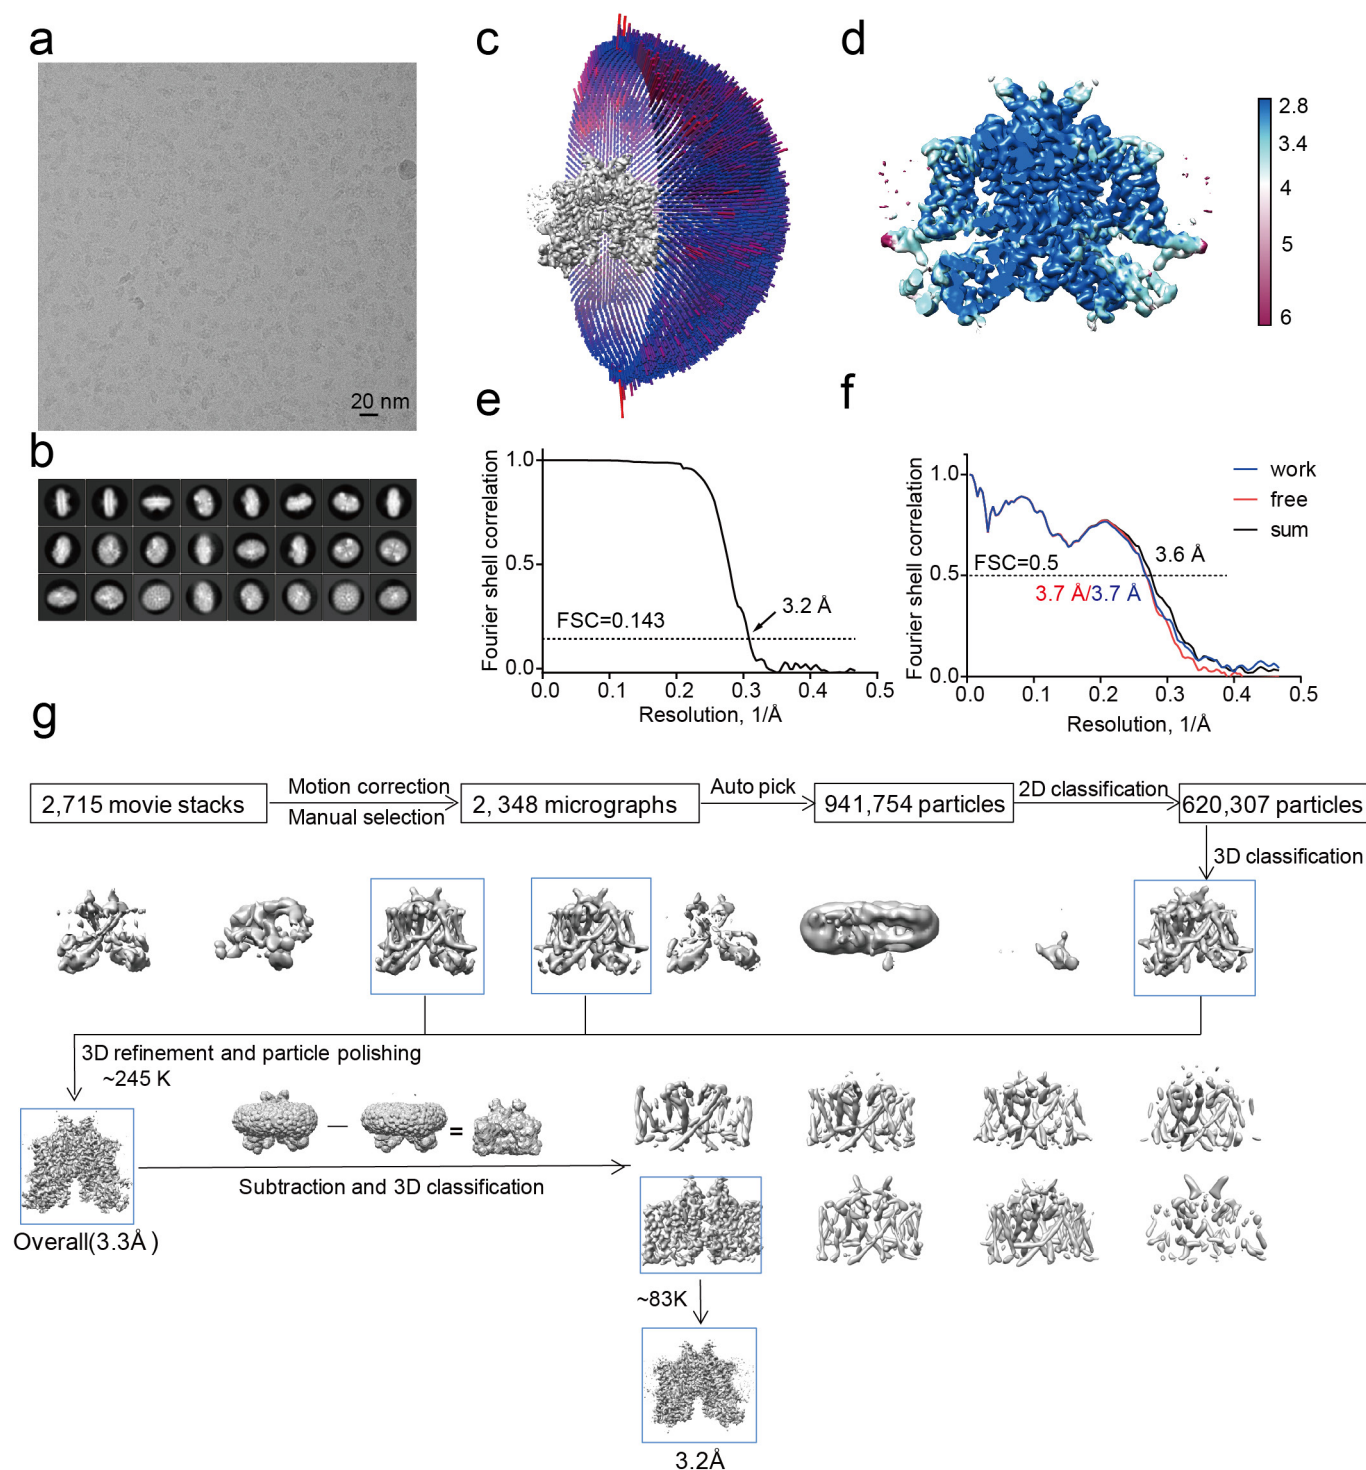 a
20 nm
b
c
d
2.8
3.4
4
5
6
e
Fourier shell correlation
1.0
0.5
0.0
FSC=0.143
3.2 Å
0.0 0.1 0.2 0.3 0.4 0.5
Resolution, 1/Å
f
Fourier shell correlation
1.0
0.5
0.0
FSC=0.5
3.6 Å
3.7 Å/3.7 Å
work
free
sum
0.0 0.1 0.2 0.3 0.4 0.5
Resolution, 1/Å
g
2,715 movie stacks
Motion correction
Manual selection
2, 348 micrographs
Auto pick
941,754 particles
2D classification
620,307 particles
3D classification
3D refinement and particle polishing
~245 K
Overall(3.3Å )
— =
Subtraction and 3D classification
~83K
3.2Å